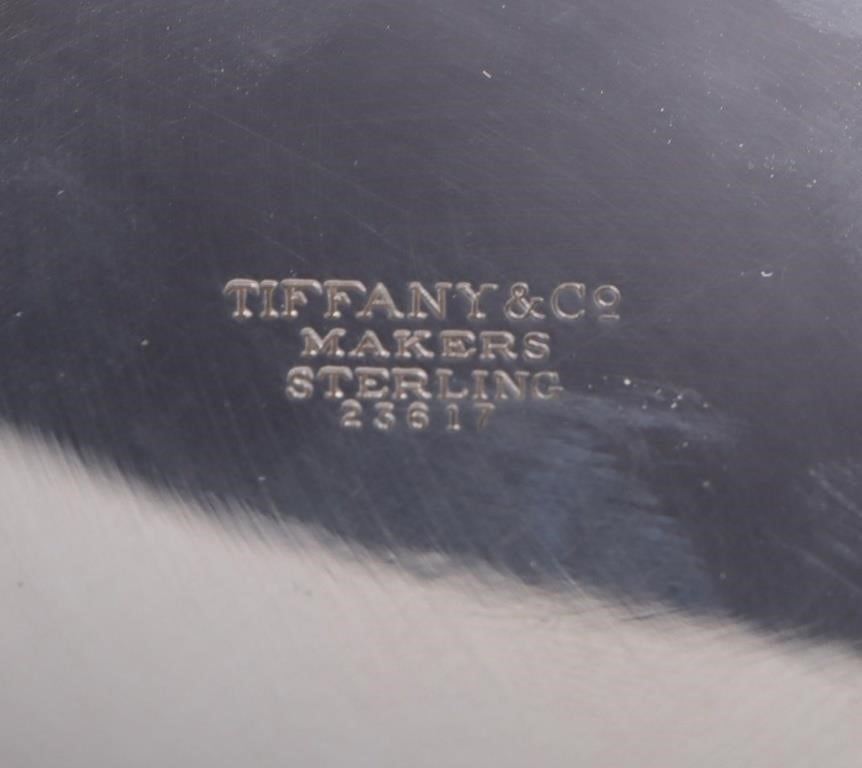 TIFFANY & Co
MAKERS
STERLING
23617